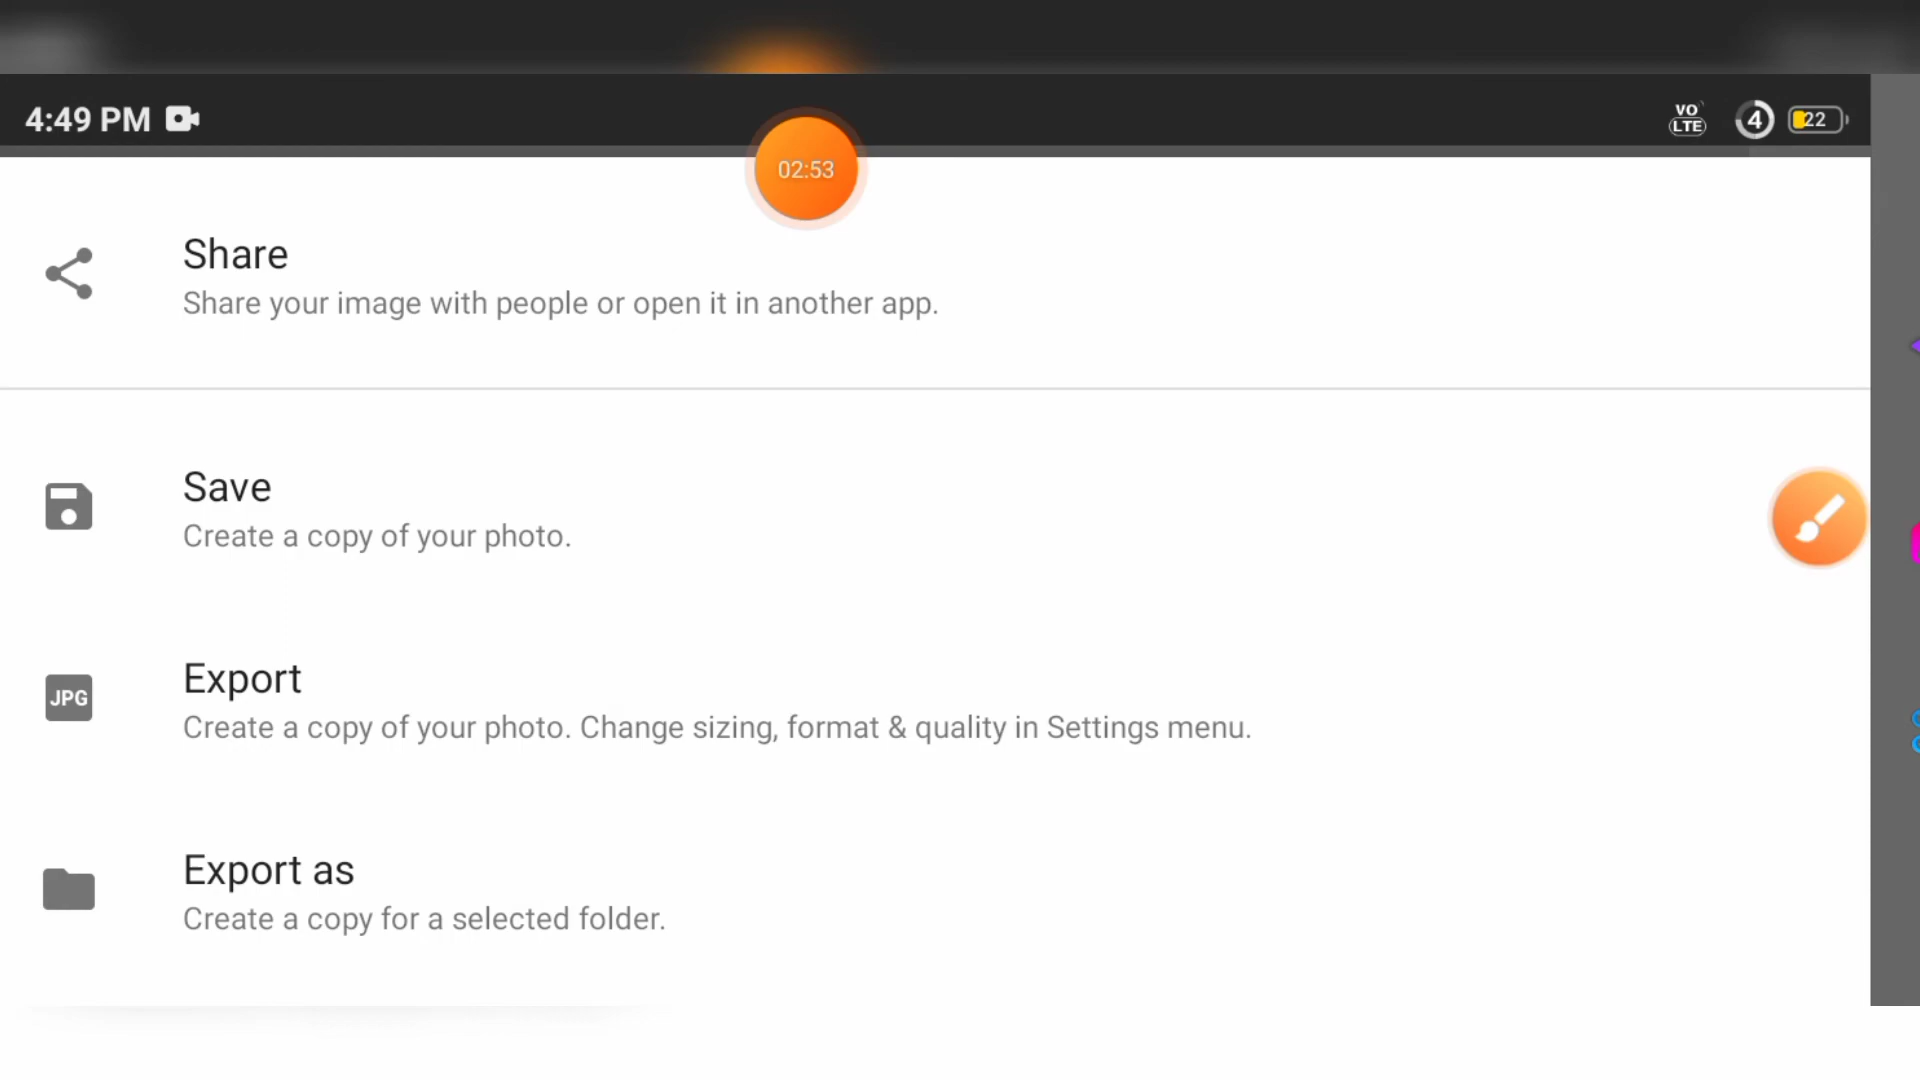 4:49 PM
VO
LTE
4
22
02:53
Share
Share your image with people or open it in another app.
Save
Create a copy of your photo.
JPG
Export
Create a copy of your photo. Change sizing, format & quality in Settings menu.
Export as
Create a copy for a selected folder.